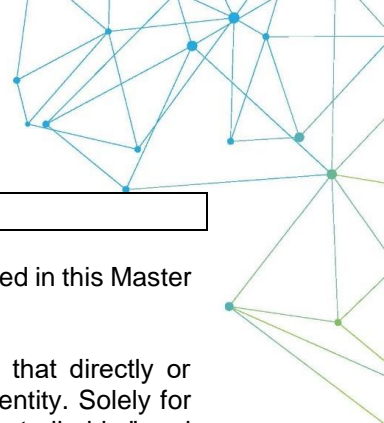 ed in this Master
that directly or
entity. Solely for